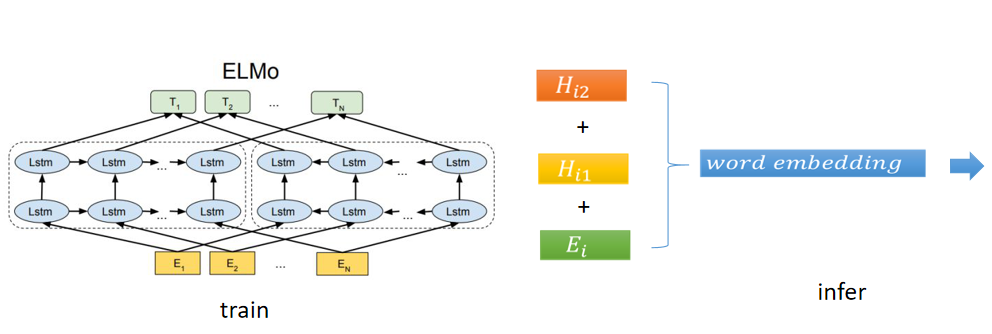 ELMo
T1 T2 ... TN
Lstm Lstm ... Lstm Lstm Lstm ... Lstm
Lstm Lstm ... Lstm Lstm Lstm ... Lstm
E1 E2 ... EN
train
Hi2
+
Hi1
+
Ei
word embedding
infer